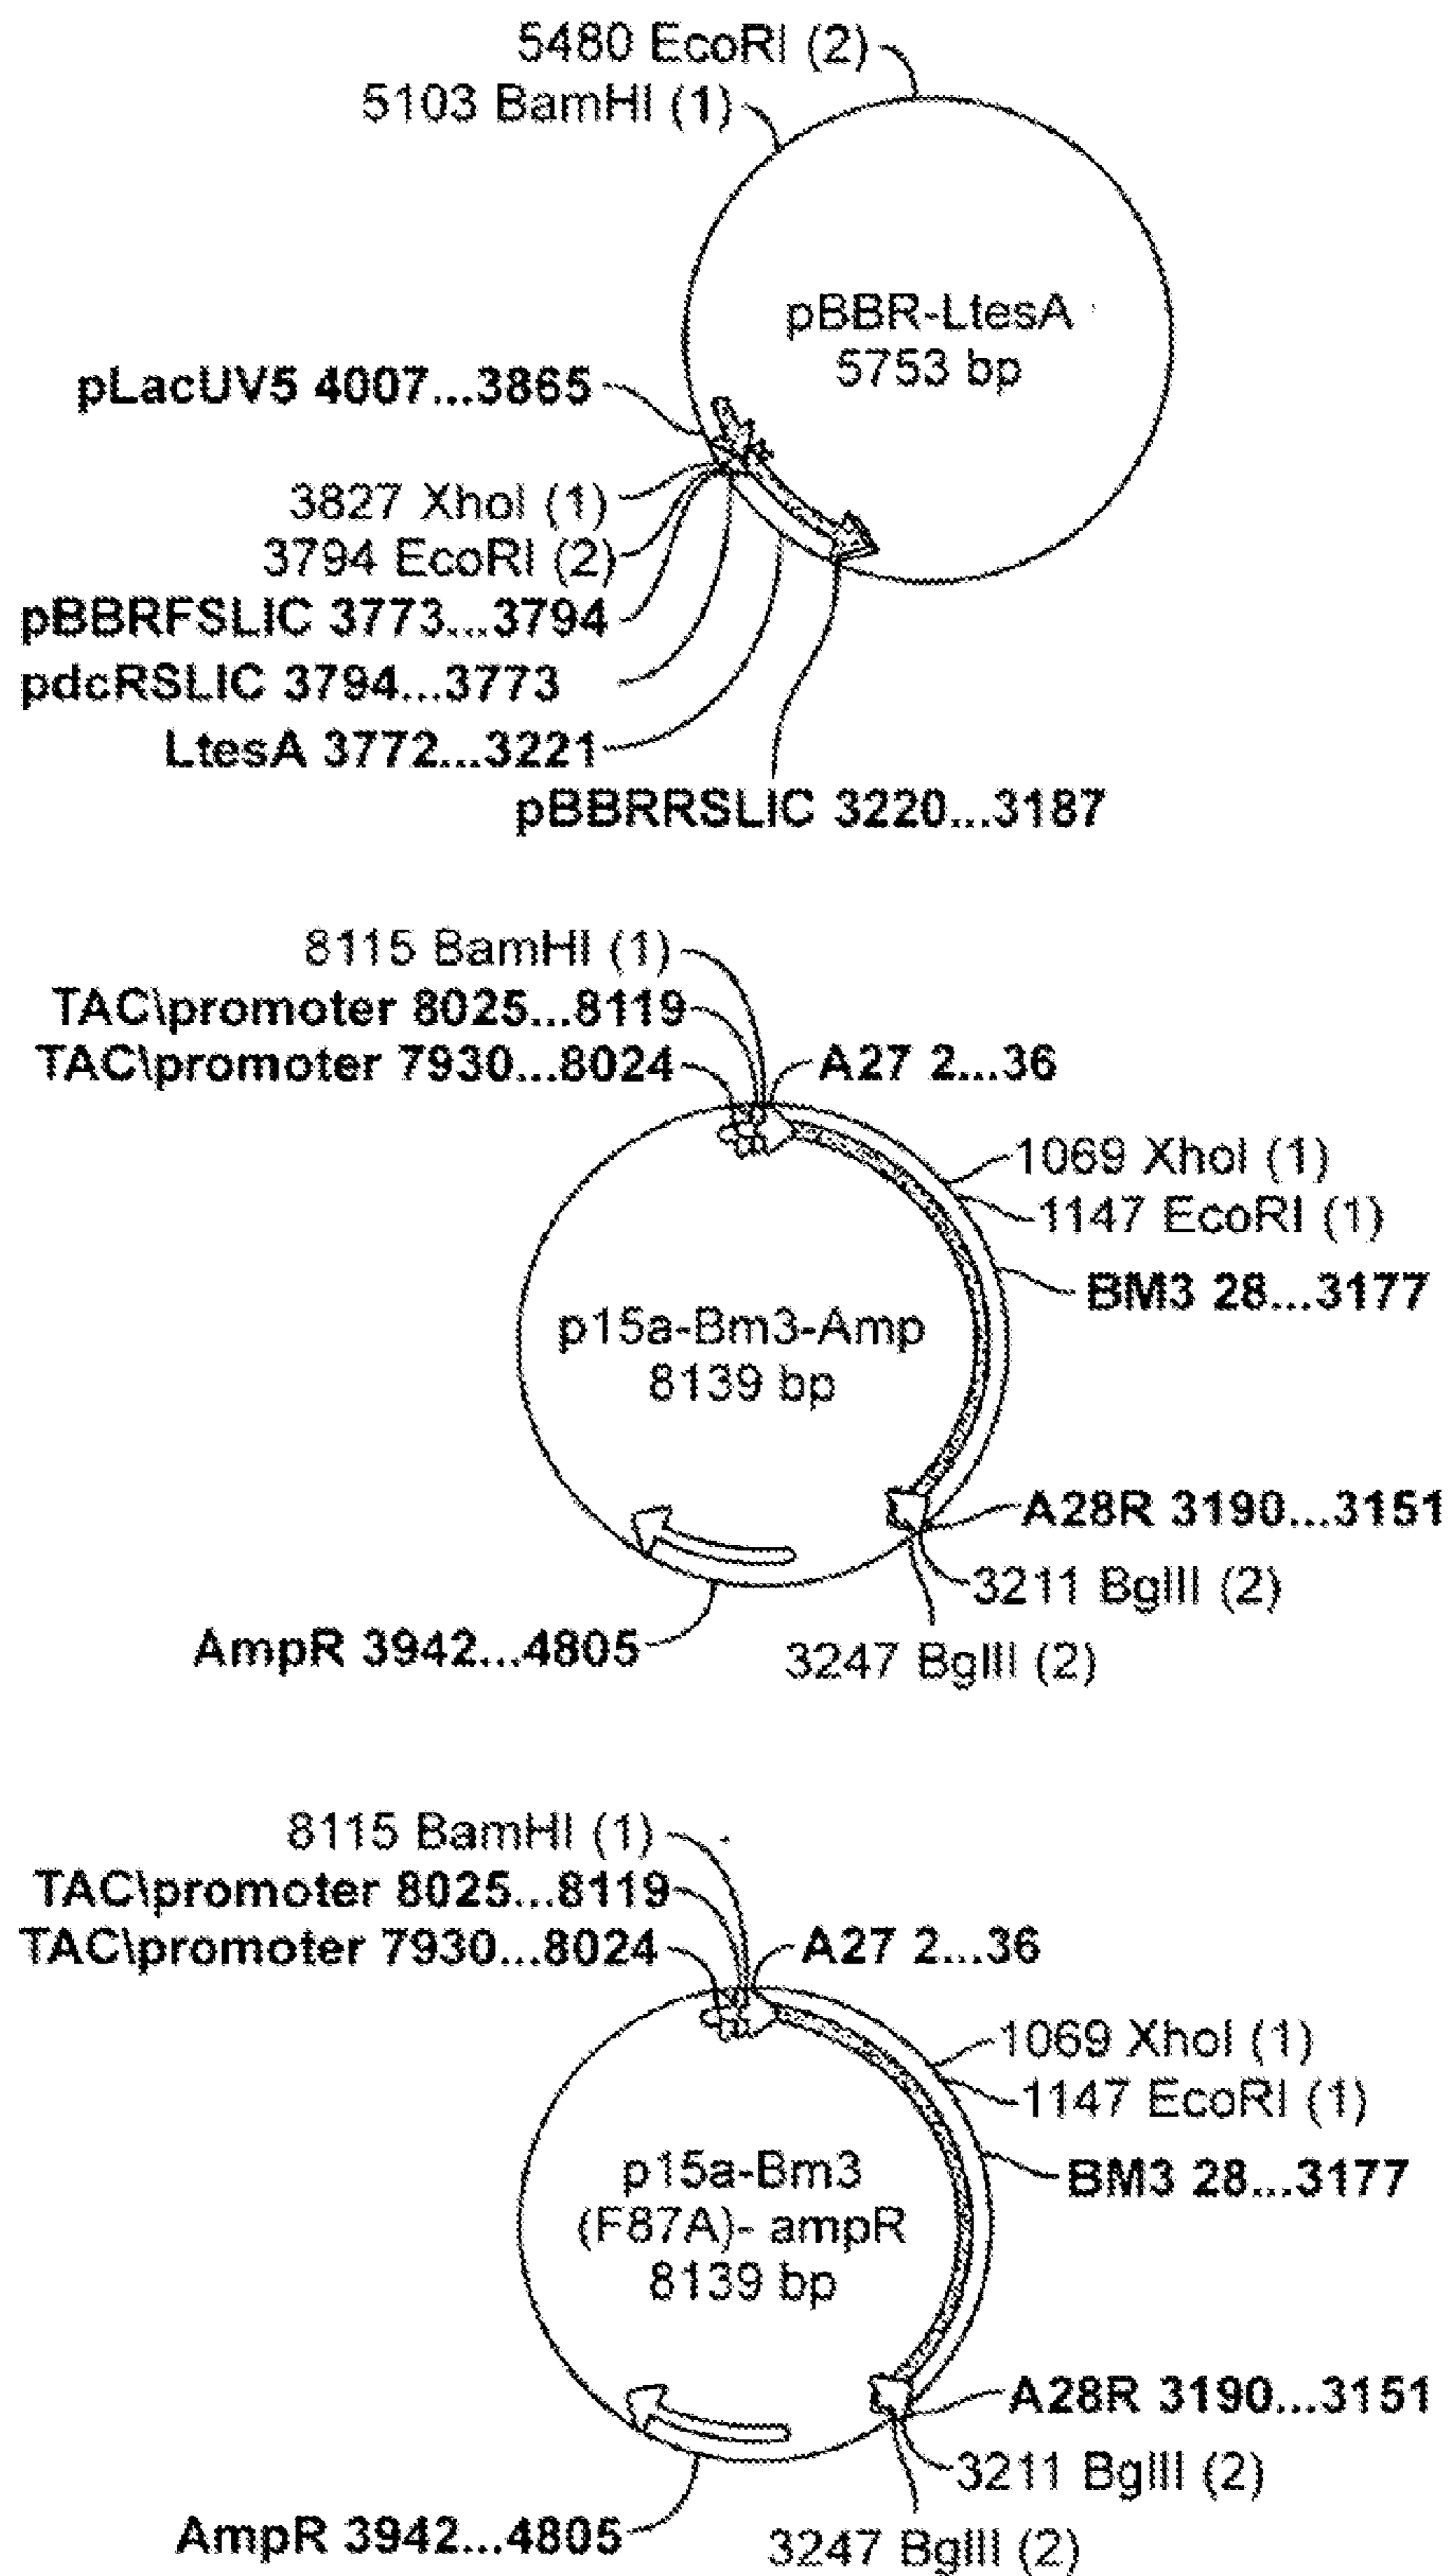 5480 EcoRI (2)
5103 BamHI (1)
pBBR-LtesA
5753 bp
pLacUV5 4007...3865
3827 XhoI (1)
3794 EcoRI (2)
pBBRFSLIC 3773...3794
pdcRSLIC 3794...3773
LtesA 3772...3221
pBBRRSLIC 3220...3187
8115 BamHI (1)
TAC\promoter 8025...8119
TAC\promoter 7930...8024
A27 2...36
1069 XhoI (1)
1147 EcoRI (1)
BM3 28...3177
p15a-Bm3-Amp
8139 bp
A28R 3190...3151
3211 BglII (2)
3247 BglII (2)
AmpR 3942...4805
8115 BamHI (1)
TAC\promoter 8025...8119
TAC\promoter 7930...8024
A27 2...36
1069 XhoI (1)
1147 EcoRI (1)
BM3 28...3177
p15a-Bm3
(F87A)- ampR
8139 bp
A28R 3190...3151
3211 BglII (2)
3247 BglII (2)
AmpR 3942...4805